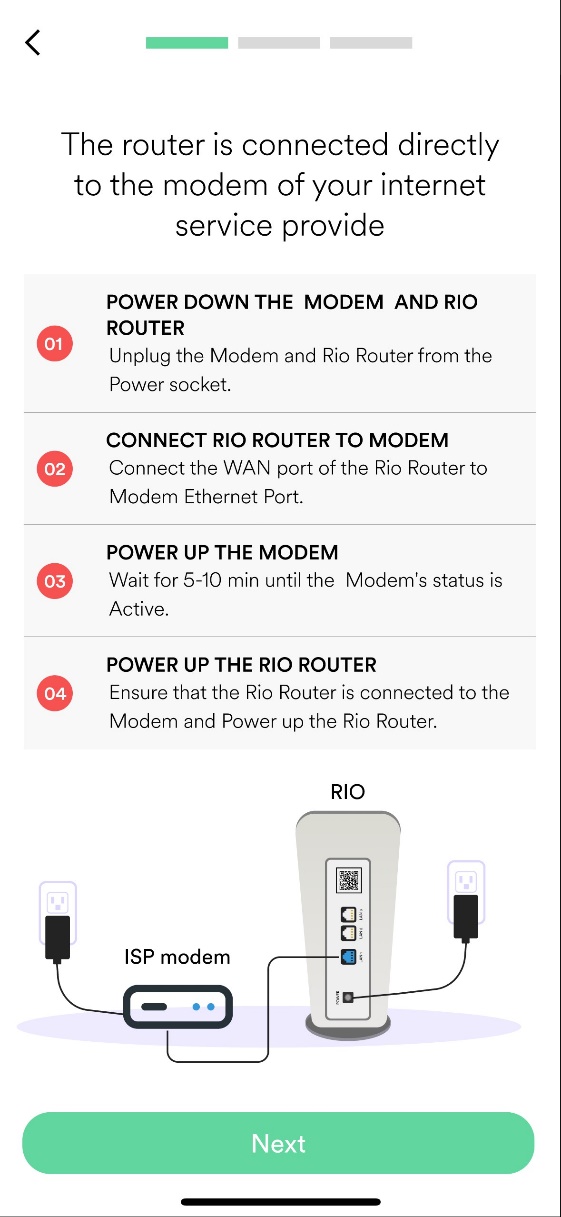 The router is connected directly
to the modem of your internet
service provide
POWER DOWN THE MODEM AND RIO
ROUTER
01
Unplug the Modem and Rio Router from the
Power socket.
CONNECT RIO ROUTER TO MODEM
02
Connect the WAN port of the Rio Router to
Modem Ethernet Port.
POWER UP THE MODEM
03
Wait for 5-10 min until the Modem's status is
Active.
POWER UP THE RIO ROUTER
04
Ensure that the Rio Router is connected to the
Modem and Power up the Rio Router.
RIO
ISP modem
Next